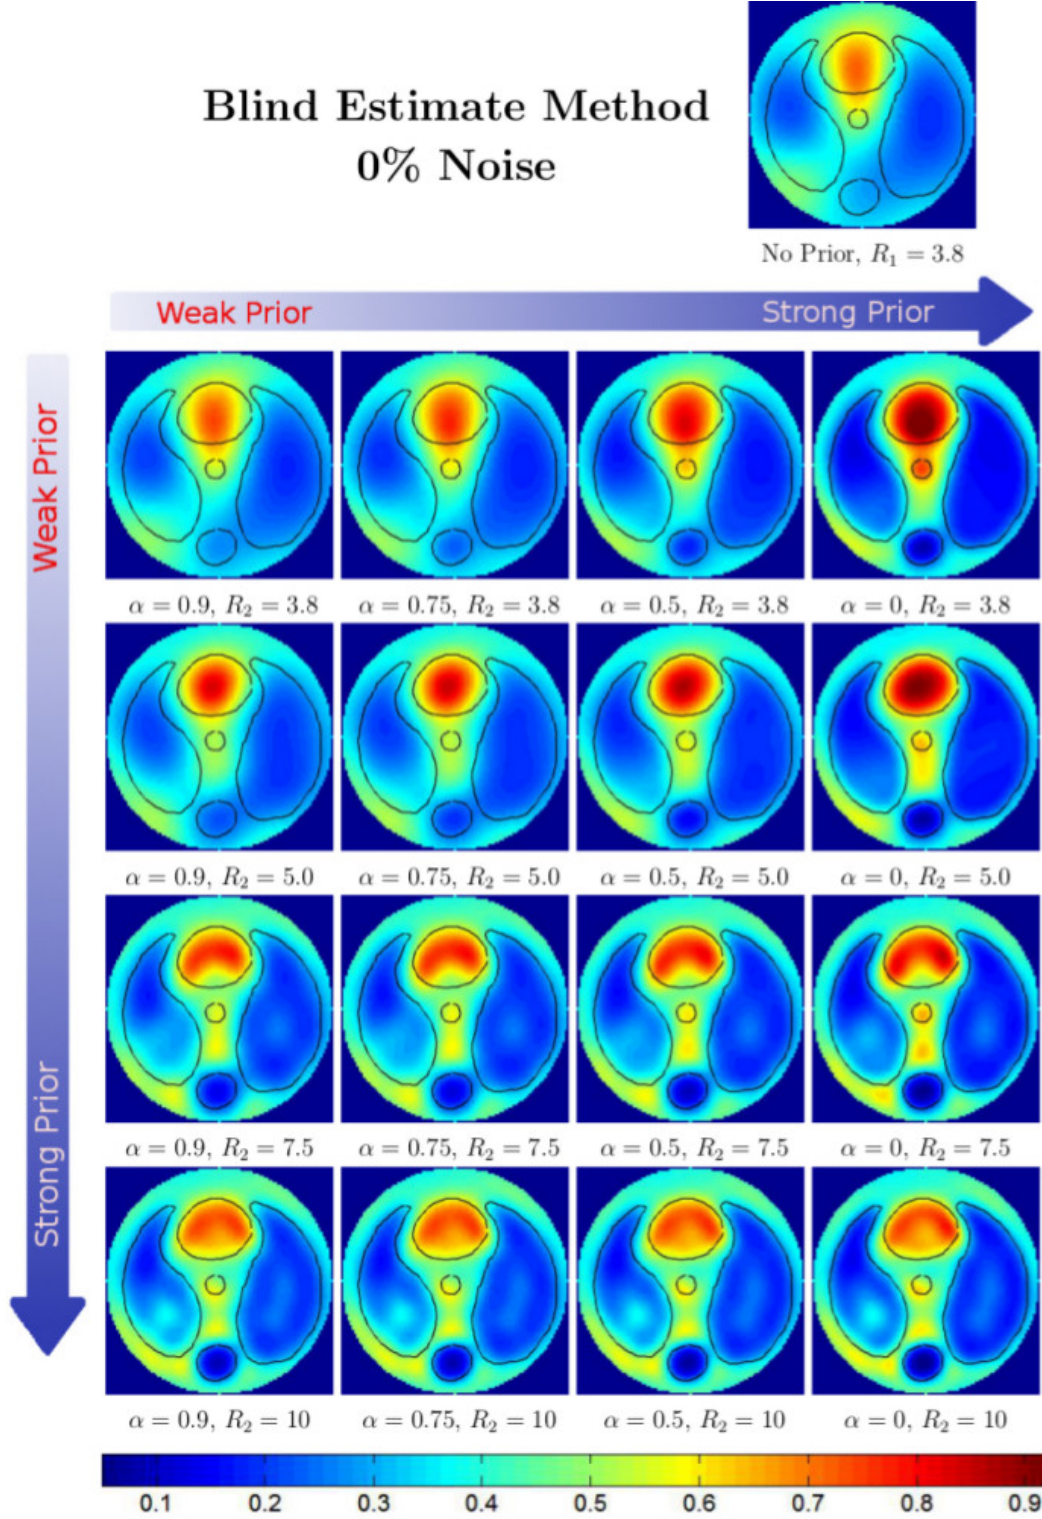 Blind Estimate Method
0% Noise
No Prior, R₁ = 3.8
Weak Prior
Strong Prior
Weak Prior
Strong Prior
α = 0.9, R₂ = 3.8
α = 0.75, R₂ = 3.8
α = 0.5, R₂ = 3.8
α = 0, R₂ = 3.8
α = 0.9, R₂ = 5.0
α = 0.75, R₂ = 5.0
α = 0.5, R₂ = 5.0
α = 0, R₂ = 5.0
α = 0.9, R₂ = 7.5
α = 0.75, R₂ = 7.5
α = 0.5, R₂ = 7.5
α = 0, R₂ = 7.5
α = 0.9, R₂ = 10
α = 0.75, R₂ = 10
α = 0.5, R₂ = 10
α = 0, R₂ = 10
0.1 0.2 0.3 0.4 0.5 0.6 0.7 0.8 0.9